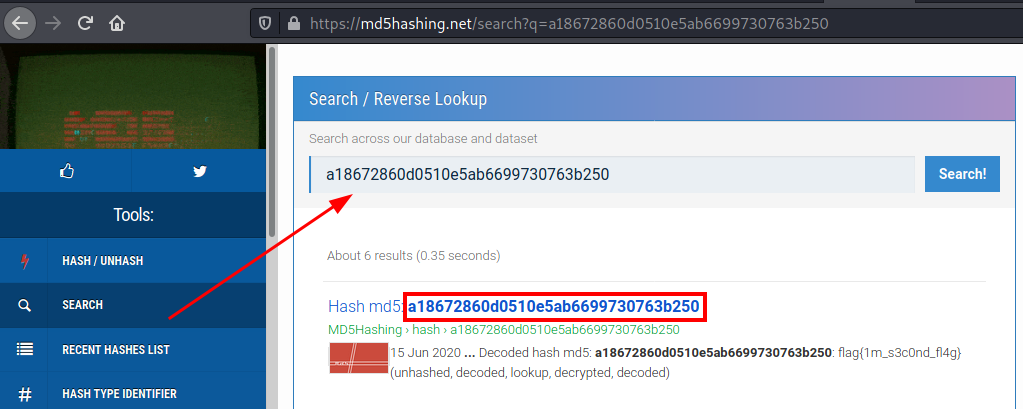 https://md5hashing.net/search?q=a18672860d0510e5ab6699730763b250
Search / Reverse Lookup
Search across our database and dataset
a18672860d0510e5ab6699730763b250
Search!
Tools:
HASH / UNHASH
SEARCH
RECENT HASHES LIST
HASH TYPE IDENTIFIER
About 6 results (0.35 seconds)
Hash md5: a18672860d0510e5ab6699730763b250
MD5Hashing › hash › a18672860d0510e5ab6699730763b250
15 Jun 2020 ... Decoded hash md5: a18672860d0510e5ab6699730763b250: flag{1m_s3c0nd_fl4g}
(unhashed, decoded, lookup, decrypted, decoded)